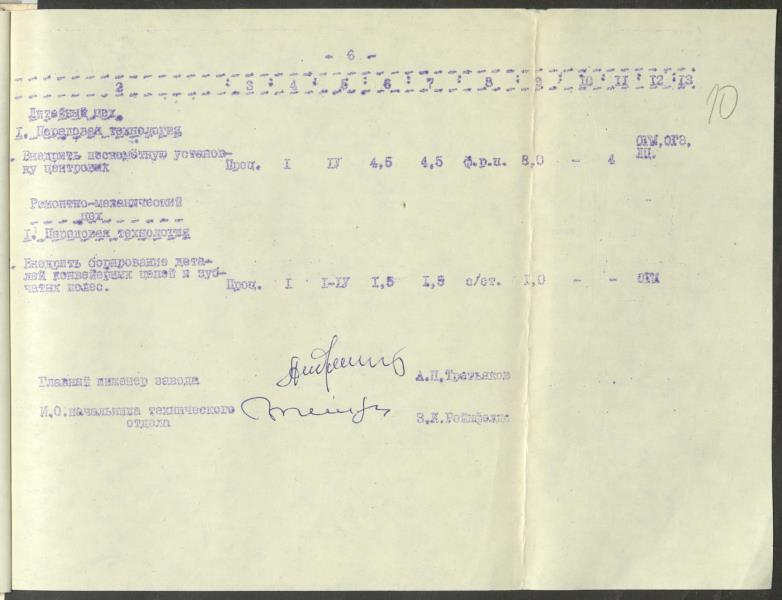 - 6 -
10
2 : 3 : 4 : 5 : 6 : 7 : 8 : 9 : 10 : 11 : 12 : 13
Литейный цех.
I. Передовая технология
Внедрить пескомётную установ- ОГМ, ОГЭ,
ку центровых Проц. I IУ 4,5 4,5 ф.р.п. 8,0 - 4 ЛЦ.
Ремонтно-механический
цех
I. Передовая технология
Внедрить борирование дета-
лей конвейерных цепей и зуб- Проц. I I-IУ I,5 I,5 с/ст. I,0 - - ОГМ
чатых колес.
Главный инженер завода А.П.Третьяков
И.О.начальника технического З.А.
отдела